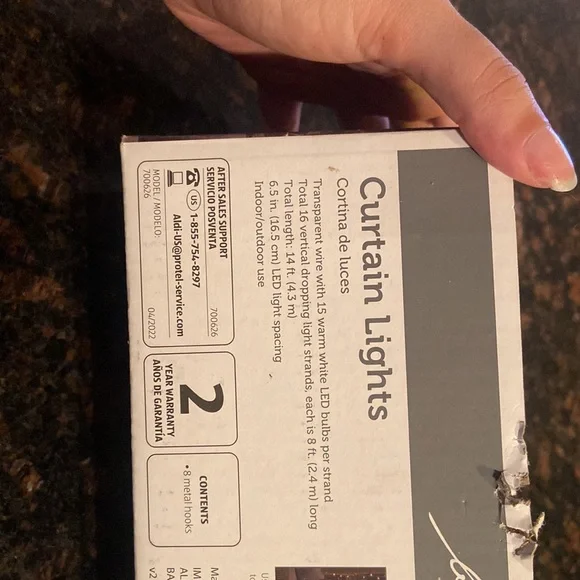 Curtain Lights
Cortina de luces
Transparent wire with 15 warm white LED bulbs per strand
Total 16 vertical dropping light strands, each is 8 ft. (2.4 m) long
Total length: 14 ft. (4.3 m)
6.5 in. (16.5 cm) LED light spacing
Indoor/outdoor use
AFTER SALES SUPPORT
SERVICIO POSVENTA
700626
US 1-855-754-8297
Aldi-US@protel-service.com
MODEL / MODELO:
700626
04/2022
2
YEAR WARRANTY
AÑOS DE GARANTÍA
CONTENTS
• 8 metal hooks